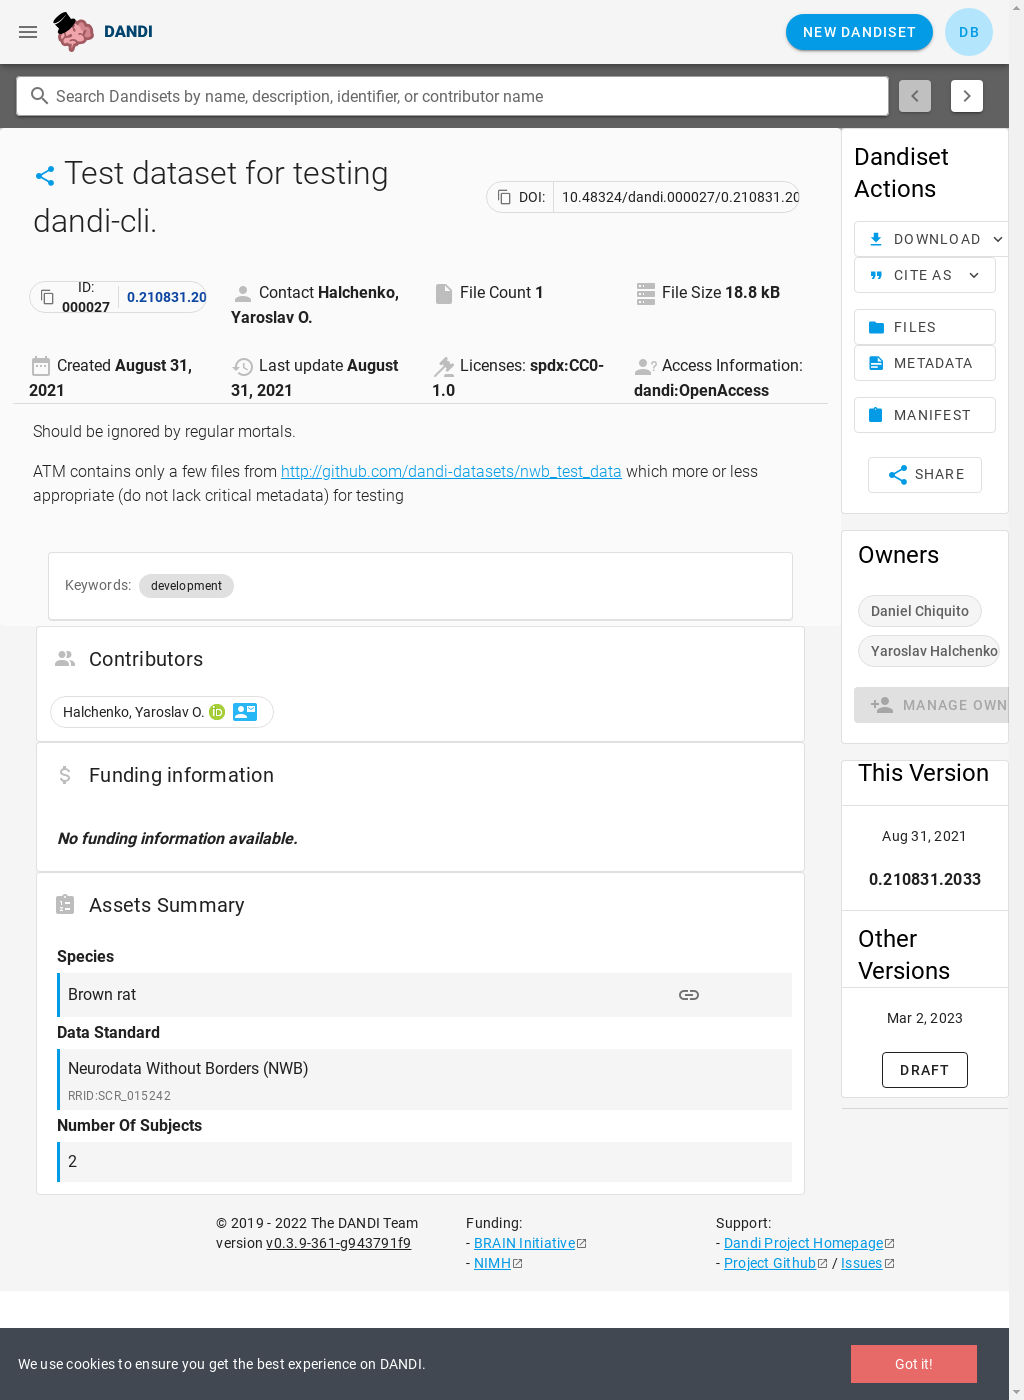 DANDI
NEW DANDISET
DB
Search Dandisets by name, description, identifier, or contributor name
Test dataset for testing
dandi-cli.
DOI: 10.48324/dandi.000027/0.210831.20
ID:
000027
0.210831.20
Contact Halchenko,
Yaroslav O.
File Count 1
File Size 18.8 kB
Created August 31,
2021
Last update August
31, 2021
Licenses: spdx:CC0-
1.0
Access Information:
dandi:OpenAccess
Should be ignored by regular mortals.
ATM contains only a few files from http://github.com/dandi-datasets/nwb_test_data which more or less
appropriate (do not lack critical metadata) for testing
Keywords: development
Contributors
Halchenko, Yaroslav O. iD
Funding information
No funding information available.
Assets Summary
Species
Brown rat
Data Standard
Neurodata Without Borders (NWB)
RRID:SCR_015242
Number Of Subjects
2
Dandiset
Actions
DOWNLOAD
CITE AS
FILES
METADATA
MANIFEST
SHARE
Owners
Daniel Chiquito
Yaroslav Halchenko
MANAGE OWN
This Version
Aug 31, 2021
0.210831.2033
Other
Versions
Mar 2, 2023
DRAFT
© 2019 - 2022 The DANDI Team
version v0.3.9-361-g943791f9
Funding:
- BRAIN Initiative
- NIMH
Support:
- Dandi Project Homepage
- Project Github / Issues
We use cookies to ensure you get the best experience on DANDI.
Got it!